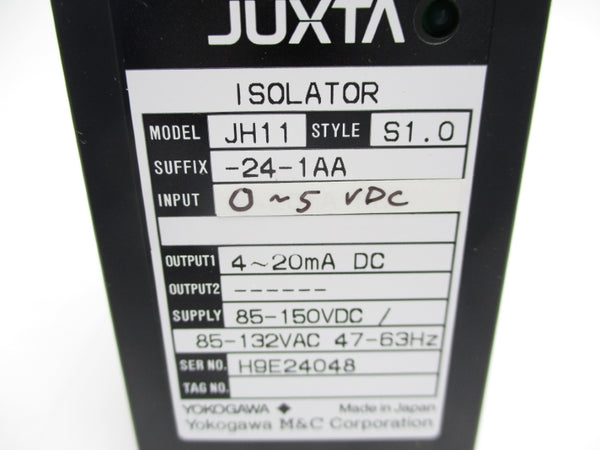 JUXTA
ISOLATOR
MODEL JH11 STYLE S1.0
SUFFIX -24-1AA
INPUT 0~5 VDC
OUTPUT1 4~20mA DC
OUTPUT2 ------
SUPPLY 85-150VDC /
85-132VAC 47-63Hz
SER NO. H9E24048
TAG NO.
YOKOGAWA ◆ Made in Japan
Yokogawa M&C Corporation